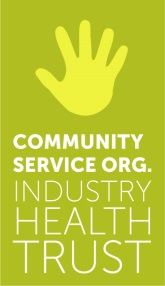 COMMUNITY
SERVICE ORG.
INDUSTRY
HEALTH
TRUST